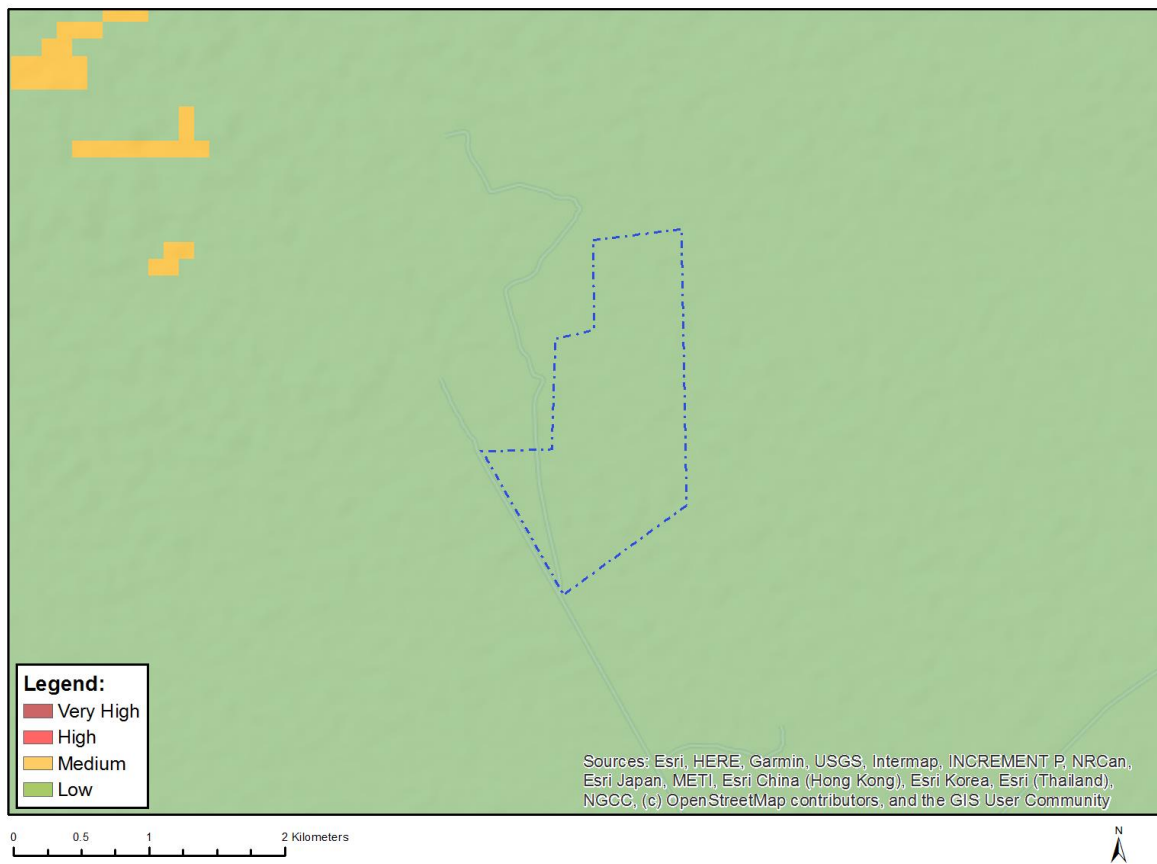 Legend:
Very High
High
Medium
Low
Sources: Esri, HERE, Garmin, USGS, Intermap, INCREMENT P, NRCan,
Esri Japan, METI, Esri China (Hong Kong), Esri Korea, Esri (Thailand),
NGCC, (c) OpenStreetMap contributors, and the GIS User Community
0 0.5 1 2 Kilometers
N